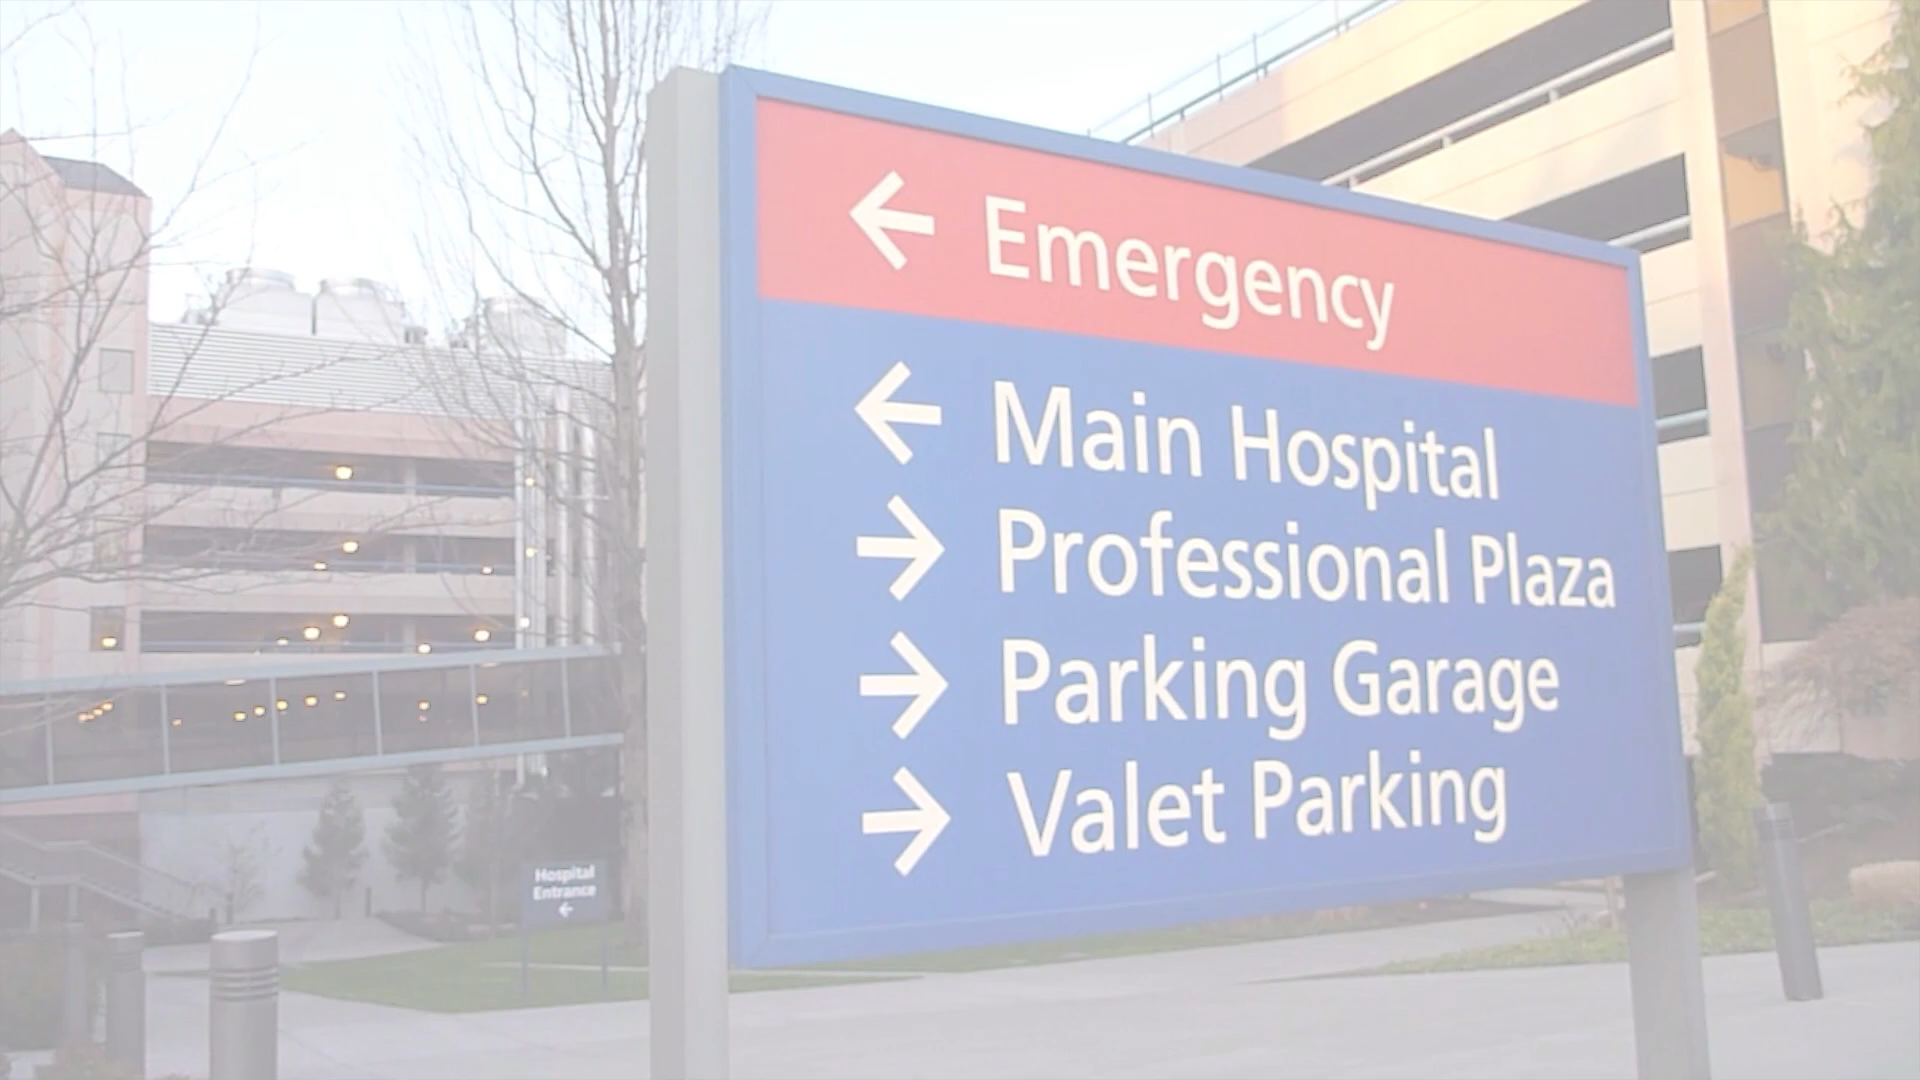 ← Emergency
← Main Hospital
→ Professional Plaza
→ Parking Garage
→ Valet Parking
Hospital
Entrance
←